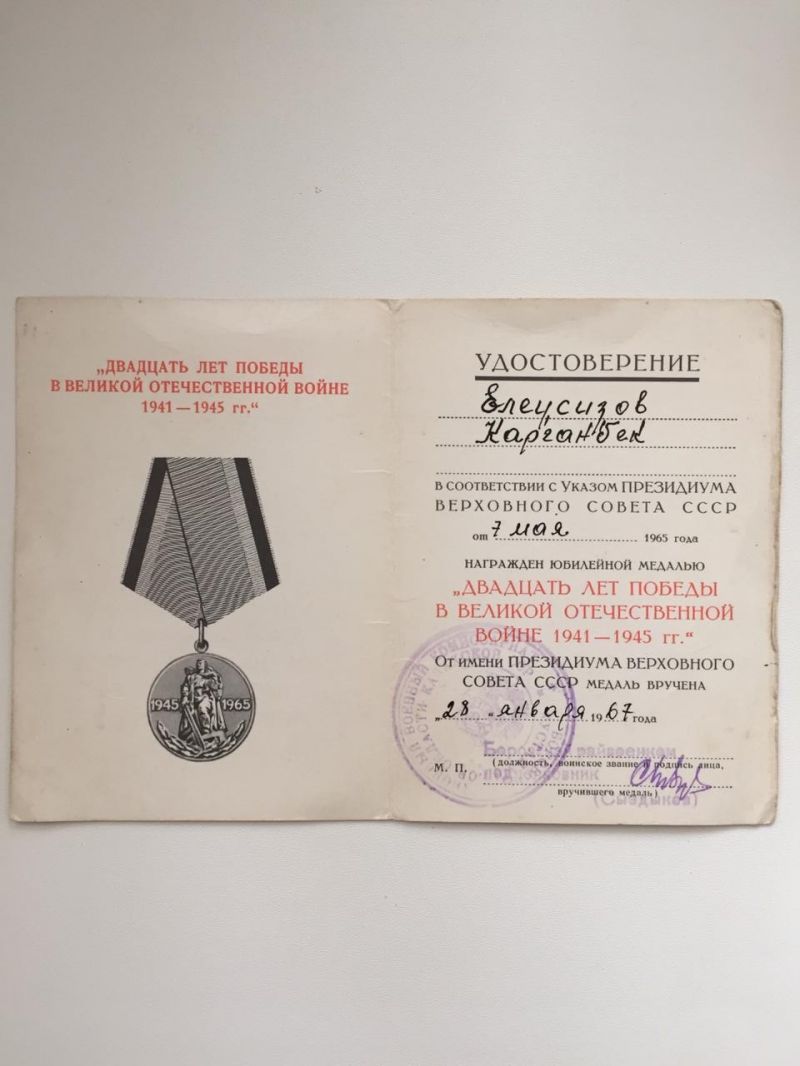 „ДВАДЦАТЬ ЛЕТ ПОБЕДЫ
В ВЕЛИКОЙ ОТЕЧЕСТВЕННОЙ ВОЙНЕ
1941—1945 гг.“
1945 1965
УДОСТОВЕРЕНИЕ
Елеусизов
Карганбек
В СООТВЕТСТВИИ С УКАЗОМ ПРЕЗИДИУМА
ВЕРХОВНОГО СОВЕТА СССР
от 7 мая 1965 года
НАГРАЖДЕН ЮБИЛЕЙНОЙ МЕДАЛЬЮ
„ДВАДЦАТЬ ЛЕТ ПОБЕДЫ
В ВЕЛИКОЙ ОТЕЧЕСТВЕННОЙ
ВОЙНЕ 1941—1945 гг.“
ОТ ИМЕНИ ПРЕЗИДИУМА ВЕРХОВНОГО
СОВЕТА СССР МЕДАЛЬ ВРУЧЕНА
„28 “ января 1967 года
райвоенком
(должность, воинское звание и подпись лица,
М. П.
вручившего медаль)
(Сыздыков)